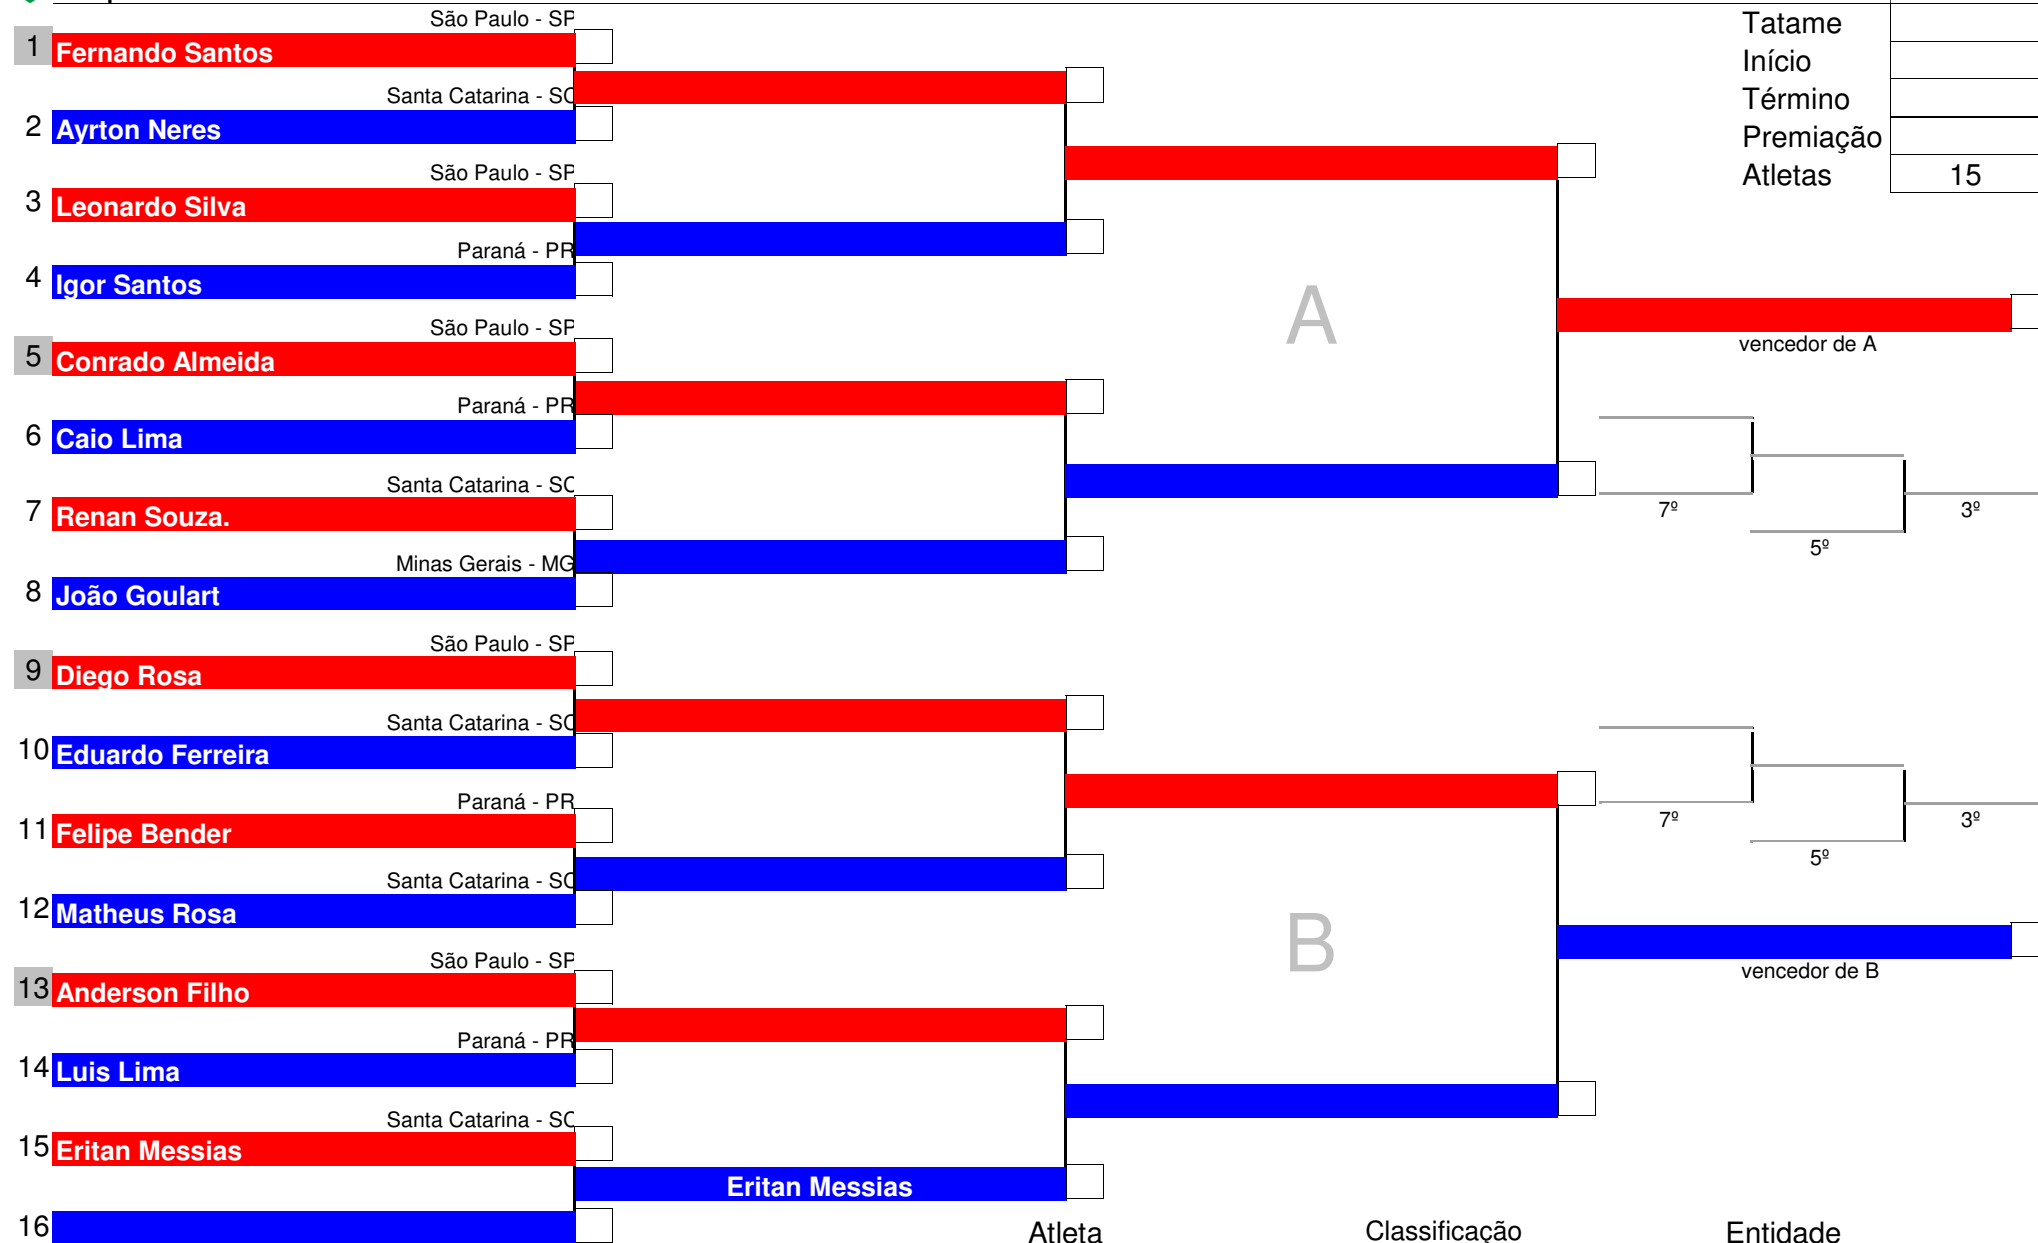 São Paulo - SP
1 Fernando Santos
Santa Catarina - SC
2 Ayrton Neres
São Paulo - SP
3 Leonardo Silva
Paraná - PR
4 Igor Santos
São Paulo - SP
5 Conrado Almeida
Paraná - PR
6 Caio Lima
Santa Catarina - SC
7 Renan Souza.
Minas Gerais - MG
8 João Goulart
São Paulo - SP
9 Diego Rosa
Santa Catarina - SC
10 Eduardo Ferreira
Paraná - PR
11 Felipe Bender
Santa Catarina - SC
12 Matheus Rosa
São Paulo - SP
13 Anderson Filho
Paraná - PR
14 Luis Lima
Santa Catarina - SC
15 Eritan Messias
Eritan Messias
16
A
B
Tatame
Início
Término
Premiação
Atletas 15
vencedor de A
7º
3º
5º
7º
3º
5º
vencedor de B
Atleta Classificação Entidade